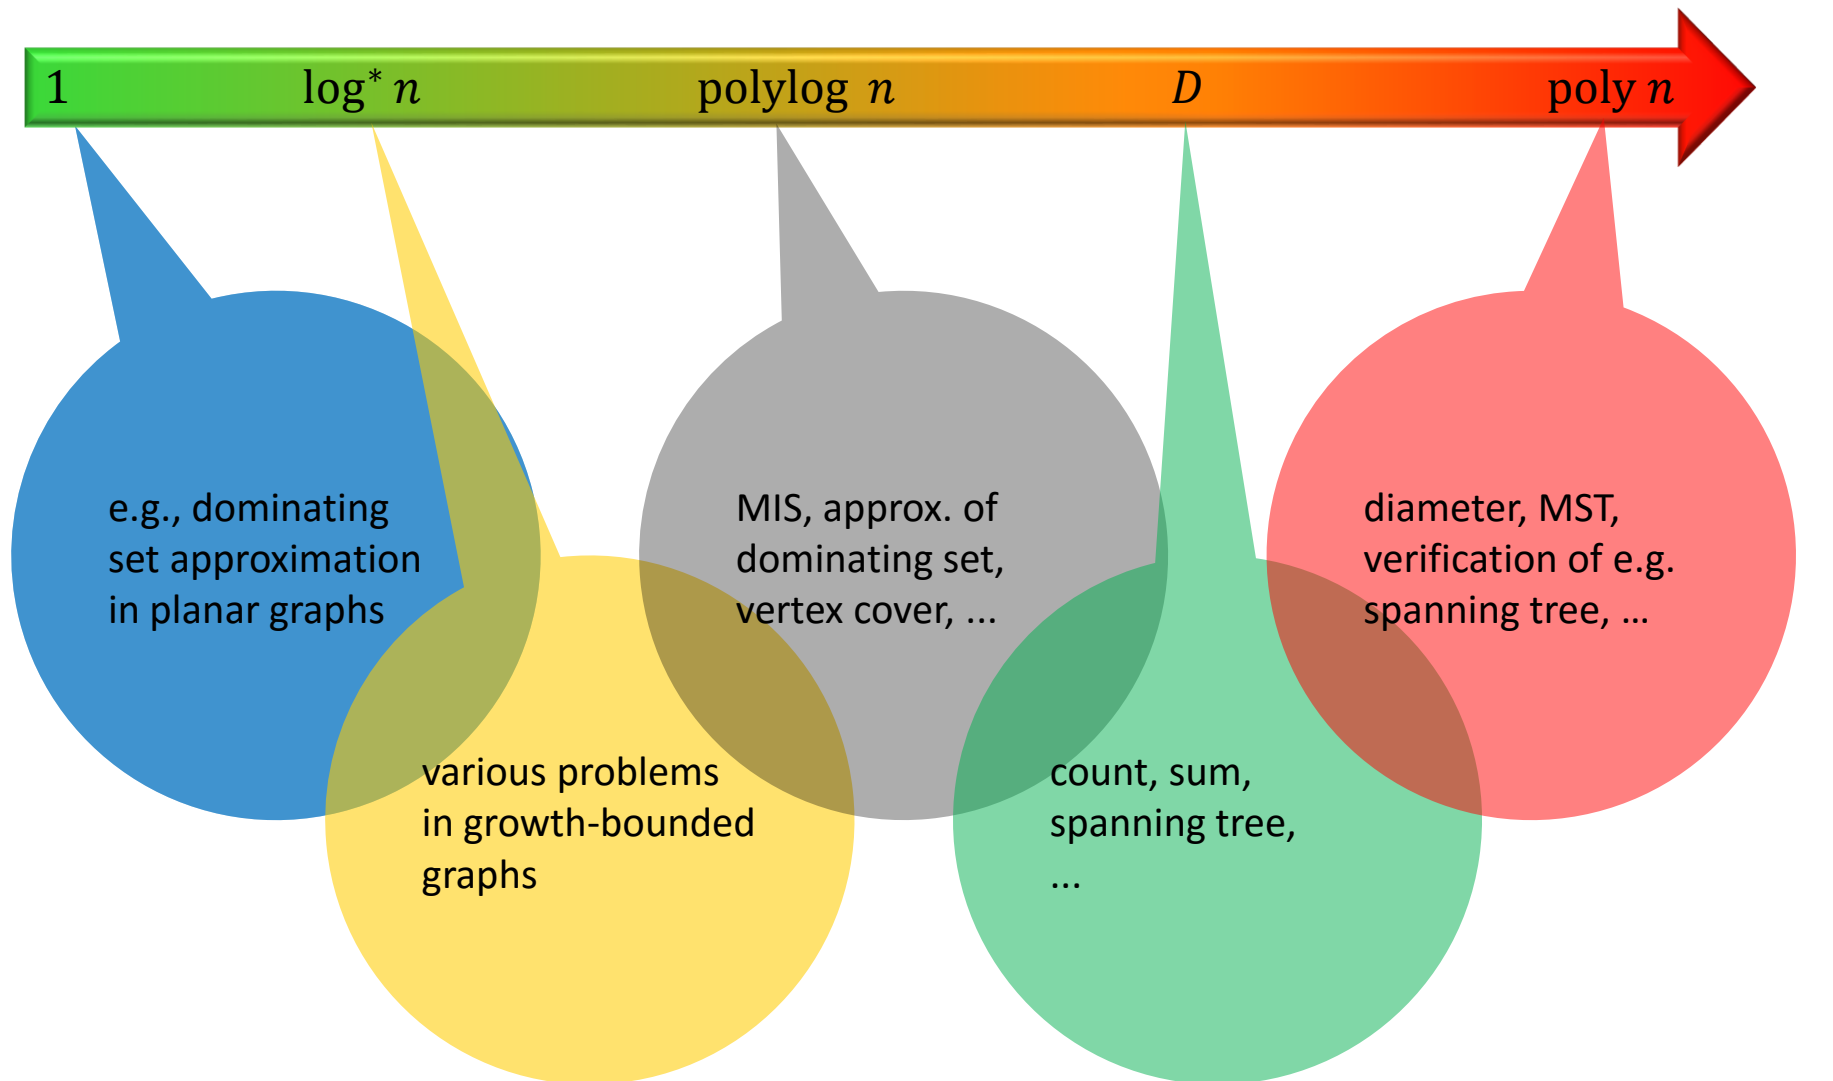 1 log* n polylog n D poly n
e.g., dominating
set approximation
in planar graphs
various problems
in growth-bounded
graphs
MIS, approx. of
dominating set,
vertex cover, ...
count, sum,
spanning tree,
...
diameter, MST,
verification of e.g.
spanning tree, …